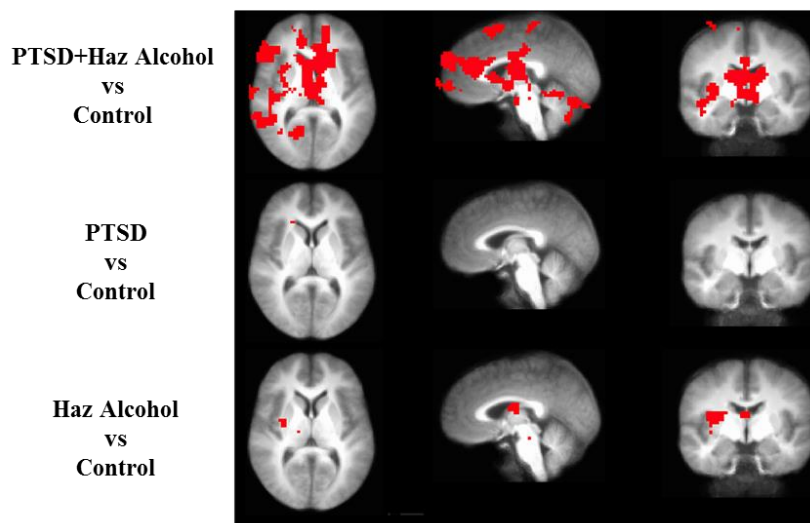 PTSD+Haz Alcohol
vs
Control
PTSD
vs
Control
Haz Alcohol
vs
Control